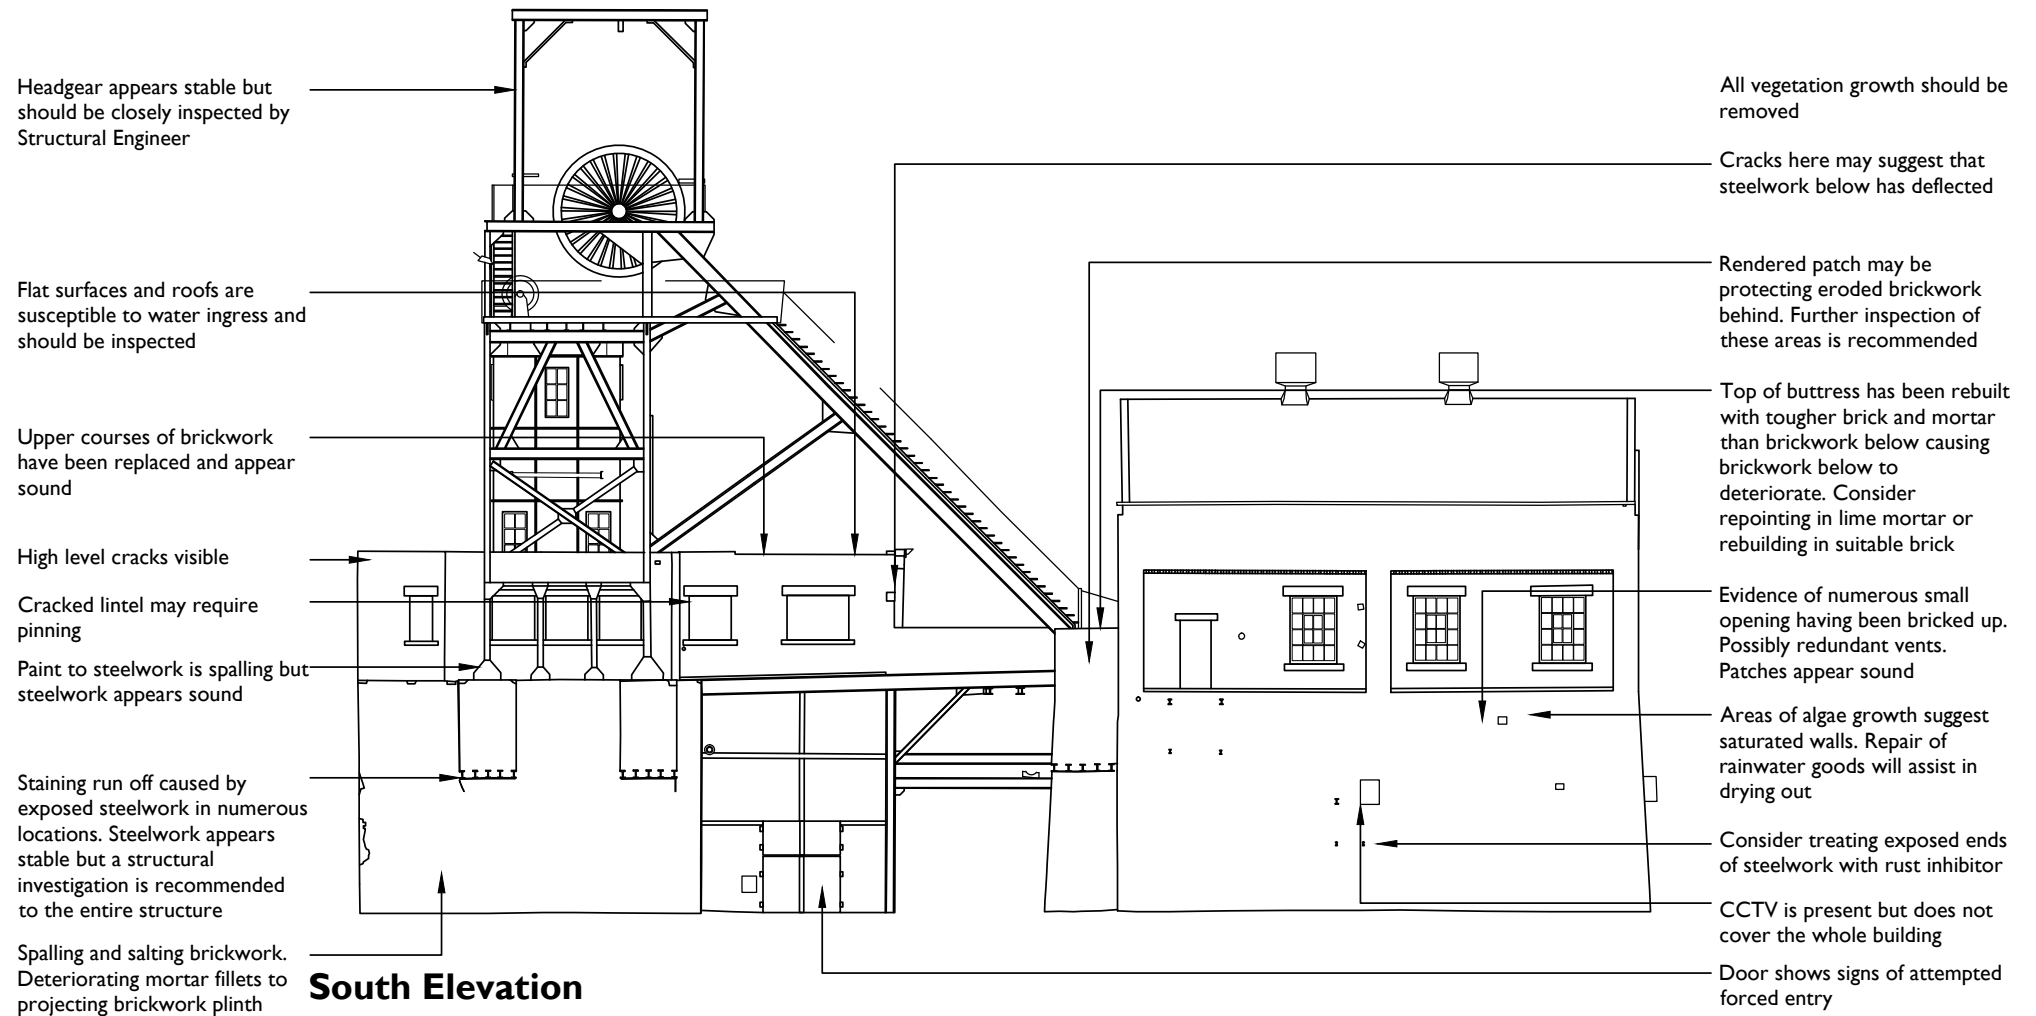 Headgear appears stable but
should be closely inspected by
Structural Engineer
Flat surfaces and roofs are
susceptible to water ingress and
should be inspected
Upper courses of brickwork
have been replaced and appear
sound
High level cracks visible
Cracked lintel may require
pinning
Paint to steelwork is spalling but
steelwork appears sound
Staining run off caused by
exposed steelwork in numerous
locations. Steelwork appears
stable but a structural
investigation is recommended
to the entire structure
Spalling and salting brickwork.
Deteriorating mortar fillets to
projecting brickwork plinth
South Elevation
All vegetation growth should be
removed
Cracks here may suggest that
steelwork below has deflected
Rendered patch may be
protecting eroded brickwork
behind. Further inspection of
these areas is recommended
Top of buttress has been rebuilt
with tougher brick and mortar
than brickwork below causing
brickwork below to
deteriorate. Consider
repointing in lime mortar or
rebuilding in suitable brick
Evidence of numerous small
opening having been bricked up.
Possibly redundant vents.
Patches appear sound
Areas of algae growth suggest
saturated walls. Repair of
rainwater goods will assist in
drying out
Consider treating exposed ends
of steelwork with rust inhibitor
CCTV is present but does not
cover the whole building
Door shows signs of attempted
forced entry